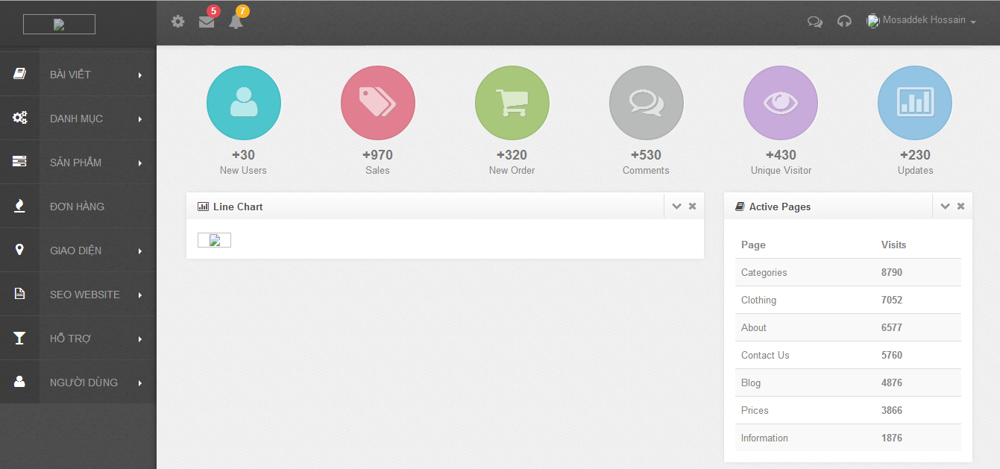 5
7
Mosaddek Hossain
BÀI VIẾT
DANH MỤC
SẢN PHẨM
ĐƠN HÀNG
GIAO DIỆN
SEO WEBSITE
HỖ TRỢ
NGƯỜI DÙNG
+30
New Users
+970
Sales
+320
New Order
+530
Comments
+430
Unique Visitor
+230
Updates
Line Chart
Active Pages
Page Visits
Categories 8790
Clothing 7052
About 6577
Contact Us 5760
Blog 4876
Prices 3866
Information 1876